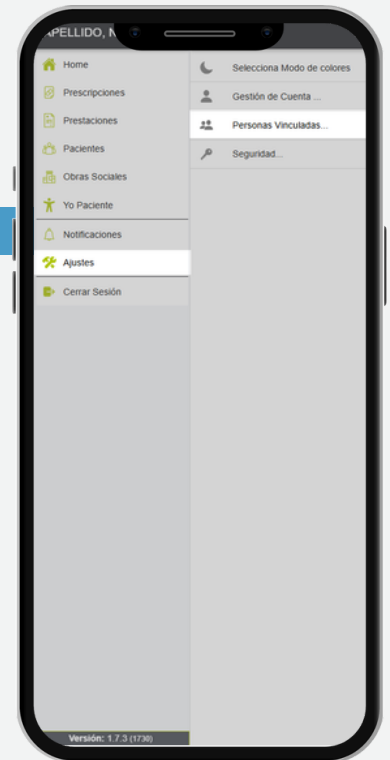 APELLIDO, N
Home
Prescripciones
Prestaciones
Pacientes
Obras Sociales
Yo Paciente
Notificaciones
Ajustes
Cerrar Sesión
Selecciona Modo de colores
Gestión de Cuenta ...
Personas Vinculadas...
Seguridad...
Versión: 1.7.3 (1730)